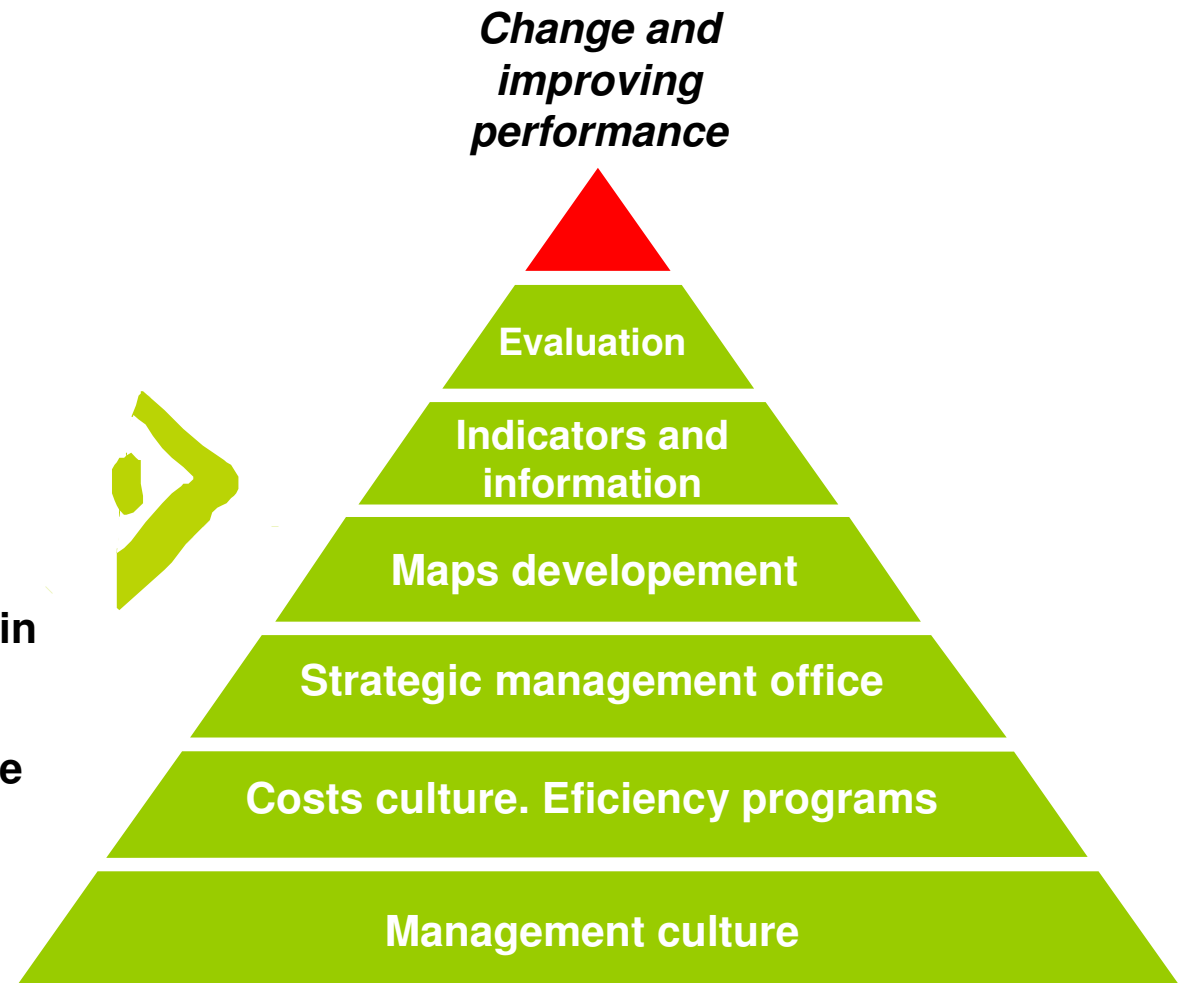 Change and
improving
performance
Evaluation
Indicators and
information
Maps developement
in
Strategic management office
e
Costs culture. Eficiency programs
Management culture